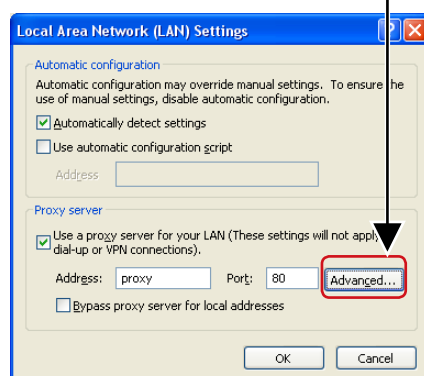 Local Area Network (LAN) Settings
Automatic configuration
Automatic configuration may override manual settings. To ensure the
use of manual settings, disable automatic configuration.
Automatically detect settings
Use automatic configuration script
Address
Proxy server
Use a proxy server for your LAN (These settings will not apply
dial-up or VPN connections).
Address: proxy Port: 80 Advanced...
Bypass proxy server for local addresses
OK Cancel